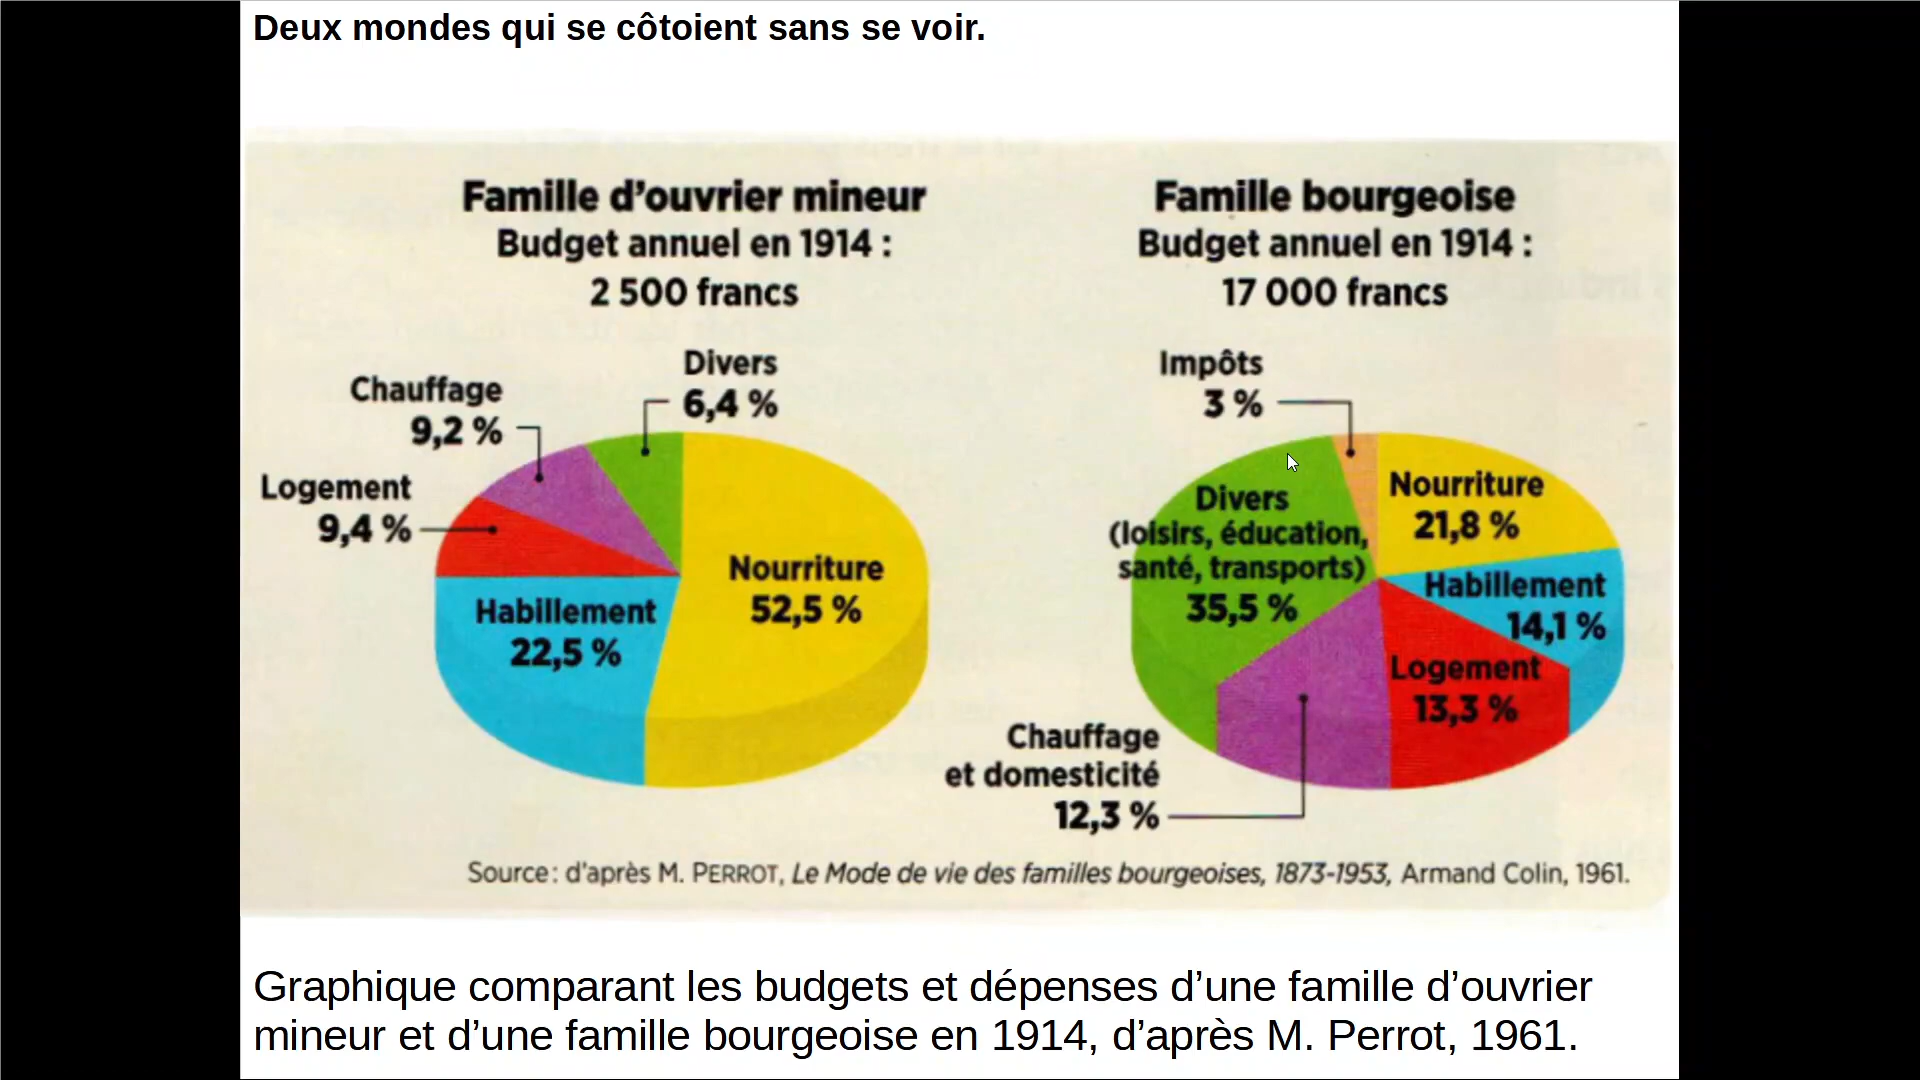 Deux mondes qui se côtoient sans se voir.
Famille d'ouvrier mineur
Budget annuel en 1914 :
2 500 francs
Divers
6,4 %
Chauffage
9,2 %
Logement
9,4 %
Habillement
22,5 %
Nourriture
52,5 %
Famille bourgeoise
Budget annuel en 1914 :
17 000 francs
Impôts
3 %
Nourriture
21,8 %
Divers
(loisirs, éducation,
santé, transports)
35,5 %
Habillement
14,1 %
Logement
13,3 %
Chauffage
et domesticité
12,3 %
Source : d'après M. PERROT, Le Mode de vie des familles bourgeoises, 1873-1953, Armand Colin, 1961.
Graphique comparant les budgets et dépenses d’une famille d’ouvrier
mineur et d’une famille bourgeoise en 1914, d’après M. Perrot, 1961.